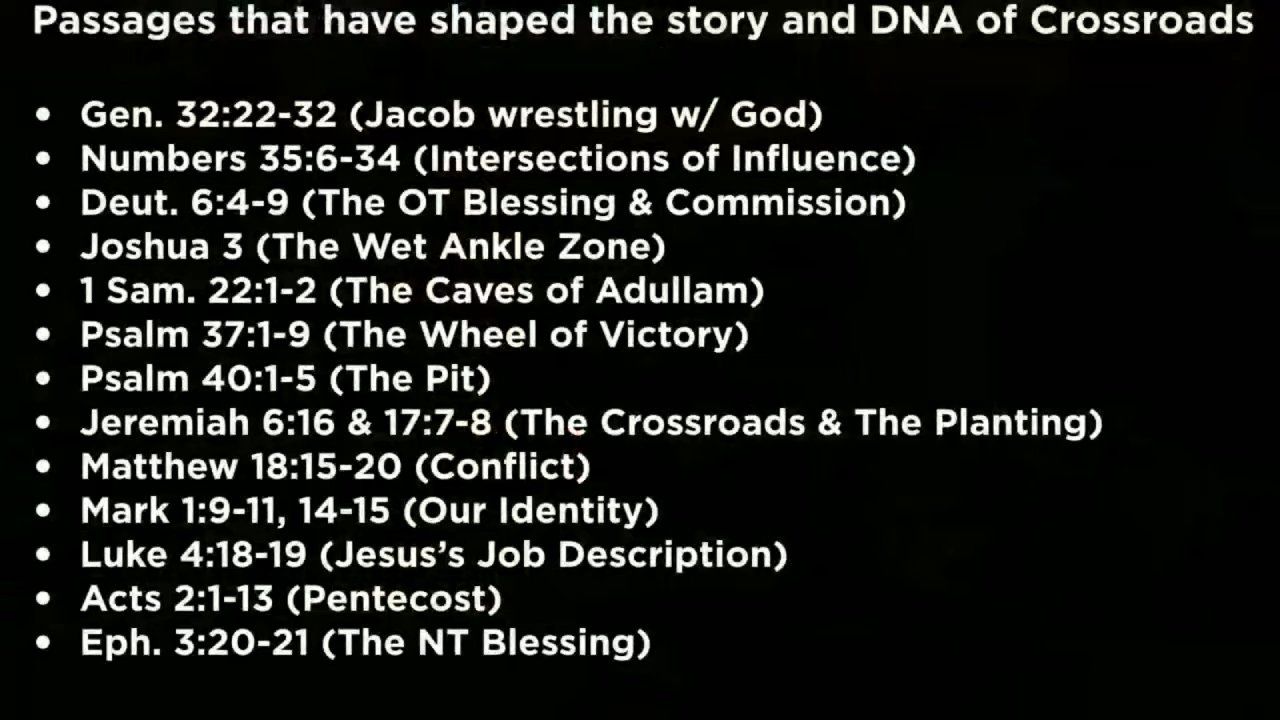 Passages that have shaped the story and DNA of Crossroads
• Gen. 32:22-32 (Jacob wrestling w/ God)
• Numbers 35:6-34 (Intersections of Influence)
• Deut. 6:4-9 (The OT Blessing & Commission)
• Joshua 3 (The Wet Ankle Zone)
• 1 Sam. 22:1-2 (The Caves of Adullam)
• Psalm 37:1-9 (The Wheel of Victory)
• Psalm 40:1-5 (The Pit)
• Jeremiah 6:16 & 17:7-8 (The Crossroads & The Planting)
• Matthew 18:15-20 (Conflict)
• Mark 1:9-11, 14-15 (Our Identity)
• Luke 4:18-19 (Jesus’s Job Description)
• Acts 2:1-13 (Pentecost)
• Eph. 3:20-21 (The NT Blessing)